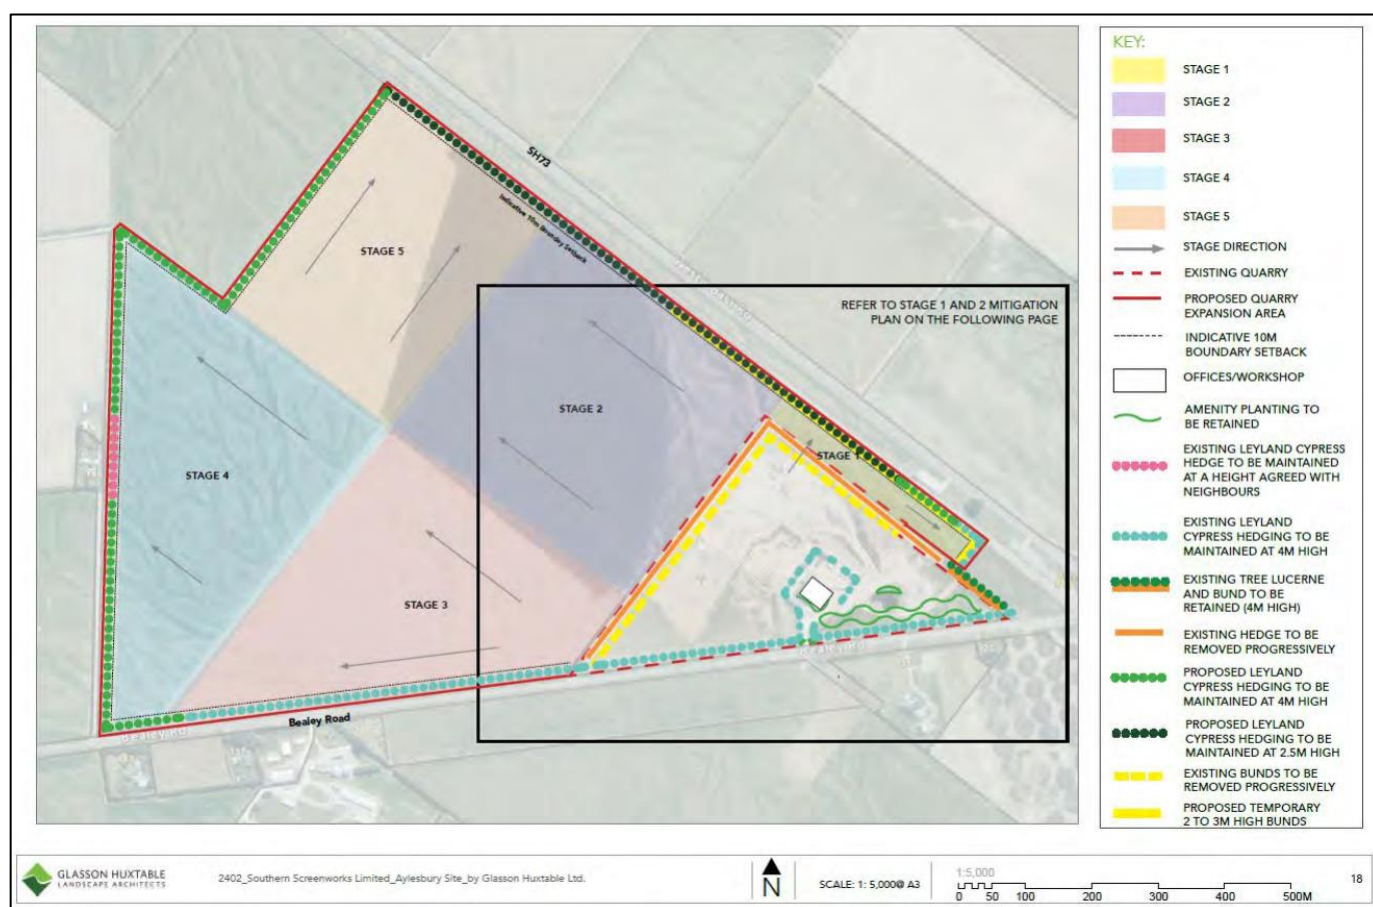 SH73
Indicative 10m Boundary Setback
STAGE 5
REFER TO STAGE 1 AND 2 MITIGATION
PLAN ON THE FOLLOWING PAGE
STAGE 2
STAGE 1
STAGE 4
STAGE 3
Bealey Rd
Bealey Road
Bealey Rd
KEY:
STAGE 1
STAGE 2
STAGE 3
STAGE 4
STAGE 5
STAGE DIRECTION
EXISTING QUARRY
PROPOSED QUARRY
EXPANSION AREA
INDICATIVE 10M
BOUNDARY SETBACK
OFFICES/WORKSHOP
AMENITY PLANTING TO
BE RETAINED
EXISTING LEYLAND CYPRESS
HEDGE TO BE MAINTAINED
AT A HEIGHT AGREED WITH
NEIGHBOURS
EXISTING LEYLAND
CYPRESS HEDGING TO BE
MAINTAINED AT 4M HIGH
EXISTING TREE LUCERNE
AND BUND TO BE
RETAINED (4M HIGH)
EXISTING HEDGE TO BE
REMOVED PROGRESSIVELY
PROPOSED LEYLAND
CYPRESS HEDGING TO BE
MAINTAINED AT 4M HIGH
PROPOSED LEYLAND
CYPRESS HEDGING TO BE
MAINTAINED AT 2.5M HIGH
EXISTING BUNDS TO BE
REMOVED PROGRESSIVELY
PROPOSED TEMPORARY
2 TO 3M HIGH BUNDS
GLASSON HUXTABLE
LANDSCAPE ARCHITECTS
2402_Southern Screenworks Limited_Aylesbury Site_by Glasson Huxtable Ltd.
N
SCALE: 1: 5,000@ A3
1:5,000
0 50 100 200 300 400 500M
18